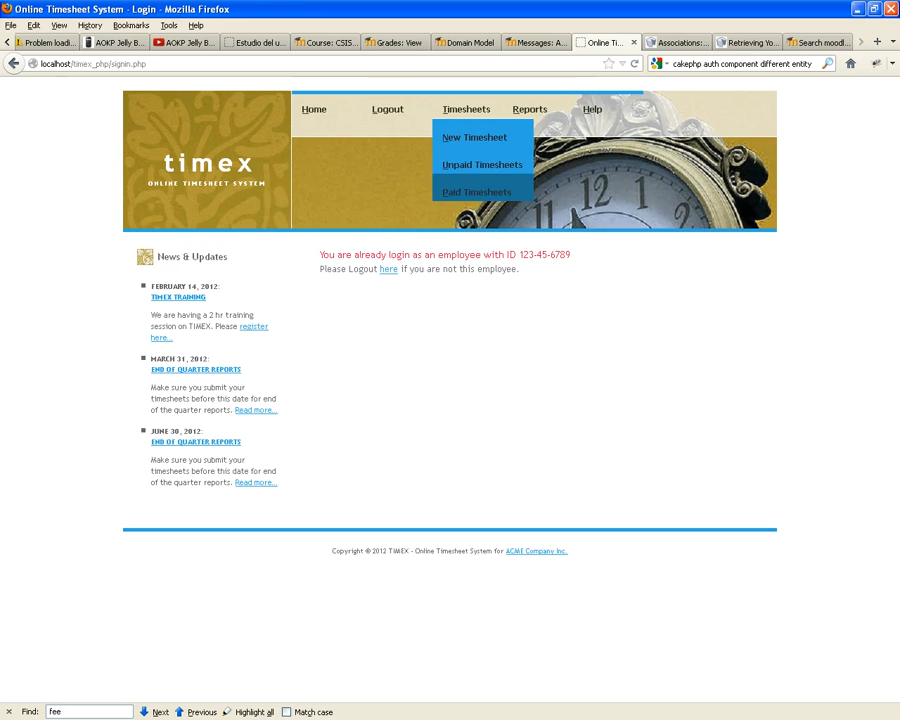 Online Timesheet System - Login - Mozilla Firefox
File Edit View History Bookmarks Tools Help
Problem loadi...
AOKP Jelly B...
AOKP Jelly B...
Estudio del u...
Course: CSIS...
Grades: View
Domain Model
Messages: A...
Online Ti...
Associations:...
Retrieving Yo...
Search moodl...
localhost/timex_php/signin.php
cakephp auth component different entity
Home Logout Timesheets Reports Help
New Timesheet
Unpaid Timesheets
Paid Timesheets
timex
ONLINE TIMESHEET SYSTEM
12
News & Updates
You are already login as an employee with ID 123-45-6789
Please Logout here if you are not this employee.
FEBRUARY 14, 2012:
TIMEX TRAINING
We are having a 2 hr training
session on TIMEX. Please register
here...
MARCH 31, 2012:
END OF QUARTER REPORTS
Make sure you submit your
timesheets before this date for end
of the quarter reports. Read more...
JUNE 30, 2012:
END OF QUARTER REPORTS
Make sure you submit your
timesheets before this date for end
of the quarter reports. Read more...
Copyright © 2012 TIMEX - Online Timesheet System for ACME Company Inc.
Find: fee Next Previous Highlight all Match case